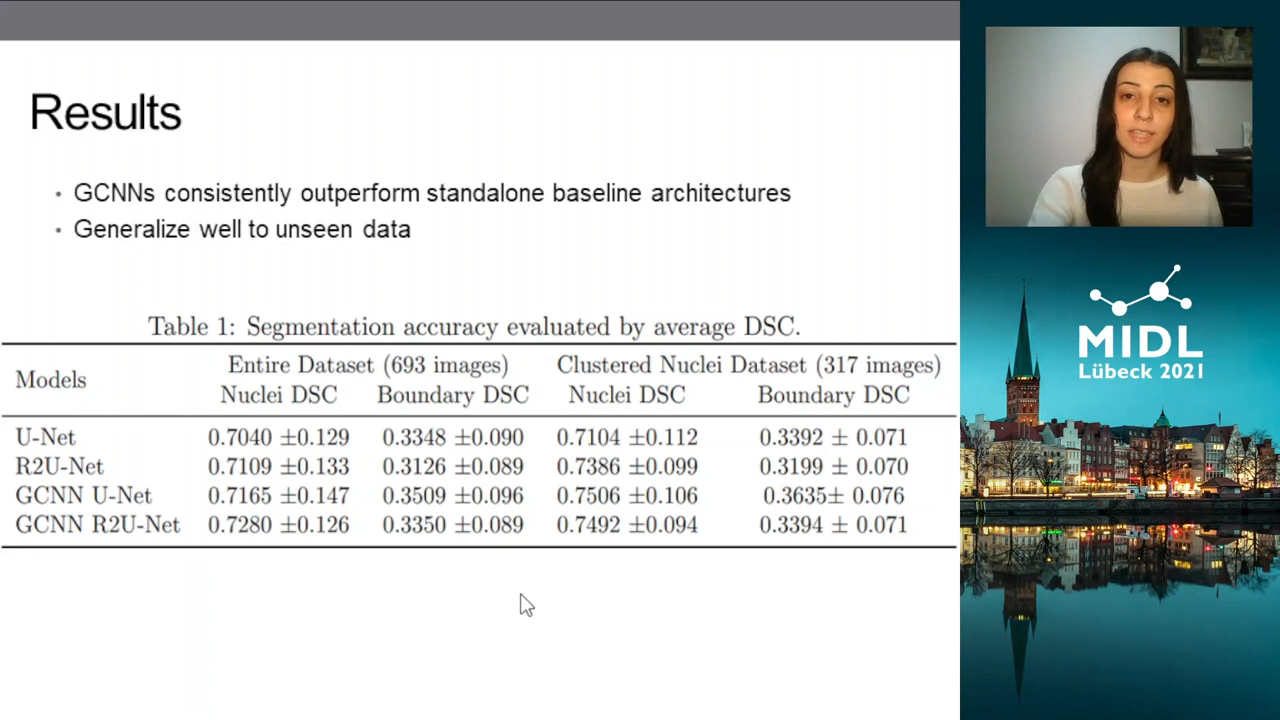 Results
• GCNNs consistently outperform standalone baseline architectures
• Generalize well to unseen data
Table 1: Segmentation accuracy evaluated by average DSC.
Models Entire Dataset (693 images) Clustered Nuclei Dataset (317 images)
Nuclei DSC Boundary DSC Nuclei DSC Boundary DSC
U-Net 0.7040 ±0.129 0.3348 ±0.090 0.7104 ±0.112 0.3392 ± 0.071
R2U-Net 0.7109 ±0.133 0.3126 ±0.089 0.7386 ±0.099 0.3199 ± 0.070
GCNN U-Net 0.7165 ±0.147 0.3509 ±0.096 0.7506 ±0.106 0.3635± 0.076
GCNN R2U-Net 0.7280 ±0.126 0.3350 ±0.089 0.7492 ±0.094 0.3394 ± 0.071
MIDL
Lübeck 2021